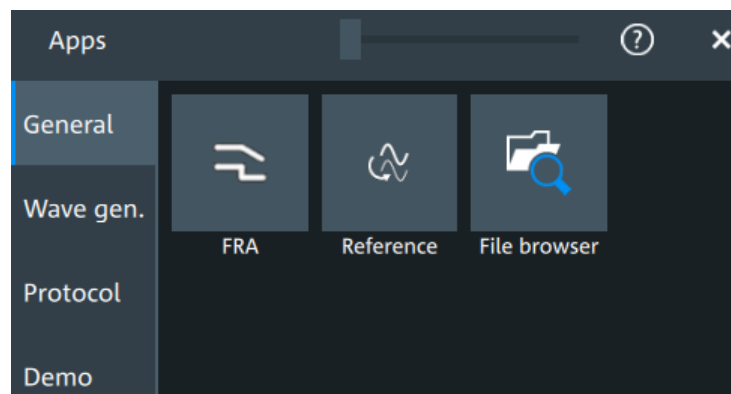 Apps
?
General
Wave gen.
Protocol
Demo
FRA
Reference
File browser